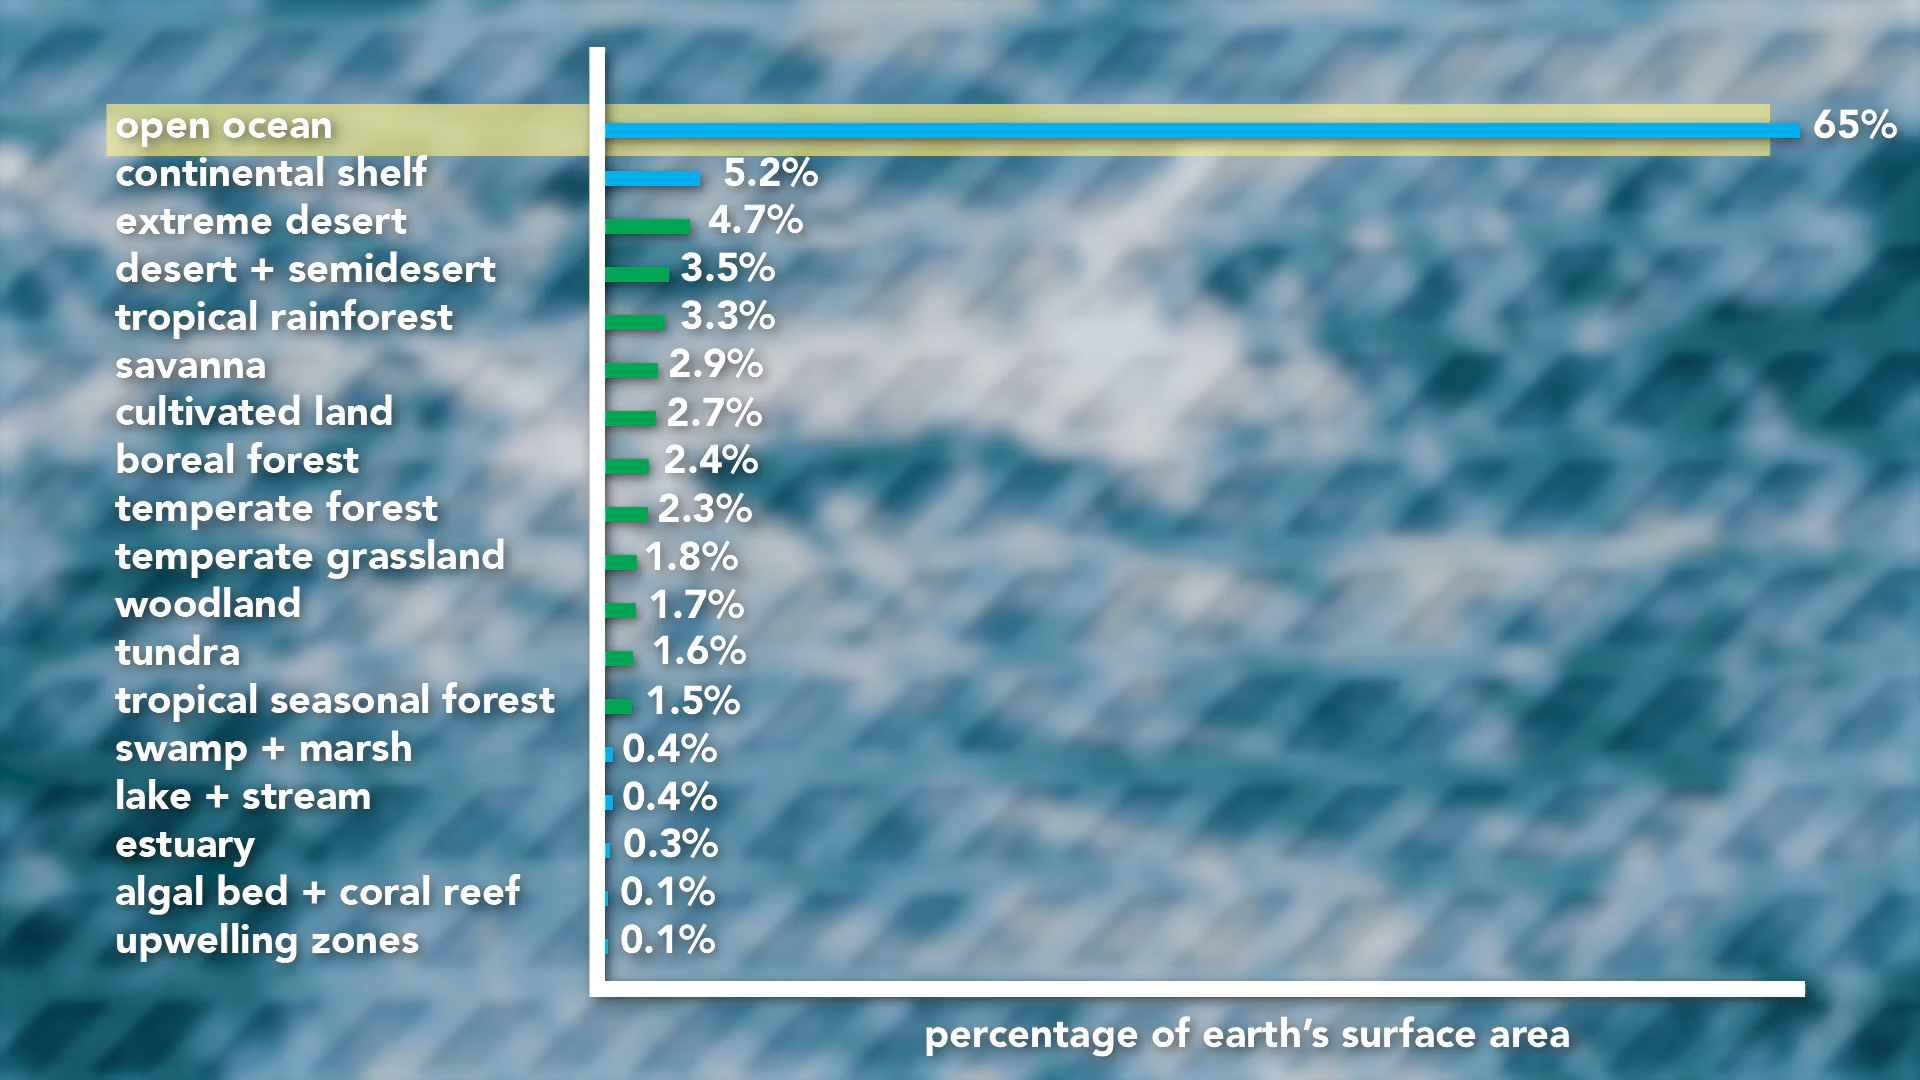 open ocean 65%
continental shelf 5.2%
extreme desert 4.7%
desert + semidesert 3.5%
tropical rainforest 3.3%
savanna 2.9%
cultivated land 2.7%
boreal forest 2.4%
temperate forest 2.3%
temperate grassland 1.8%
woodland 1.7%
tundra 1.6%
tropical seasonal forest 1.5%
swamp + marsh 0.4%
lake + stream 0.4%
estuary 0.3%
algal bed + coral reef 0.1%
upwelling zones 0.1%
percentage of earth’s surface area